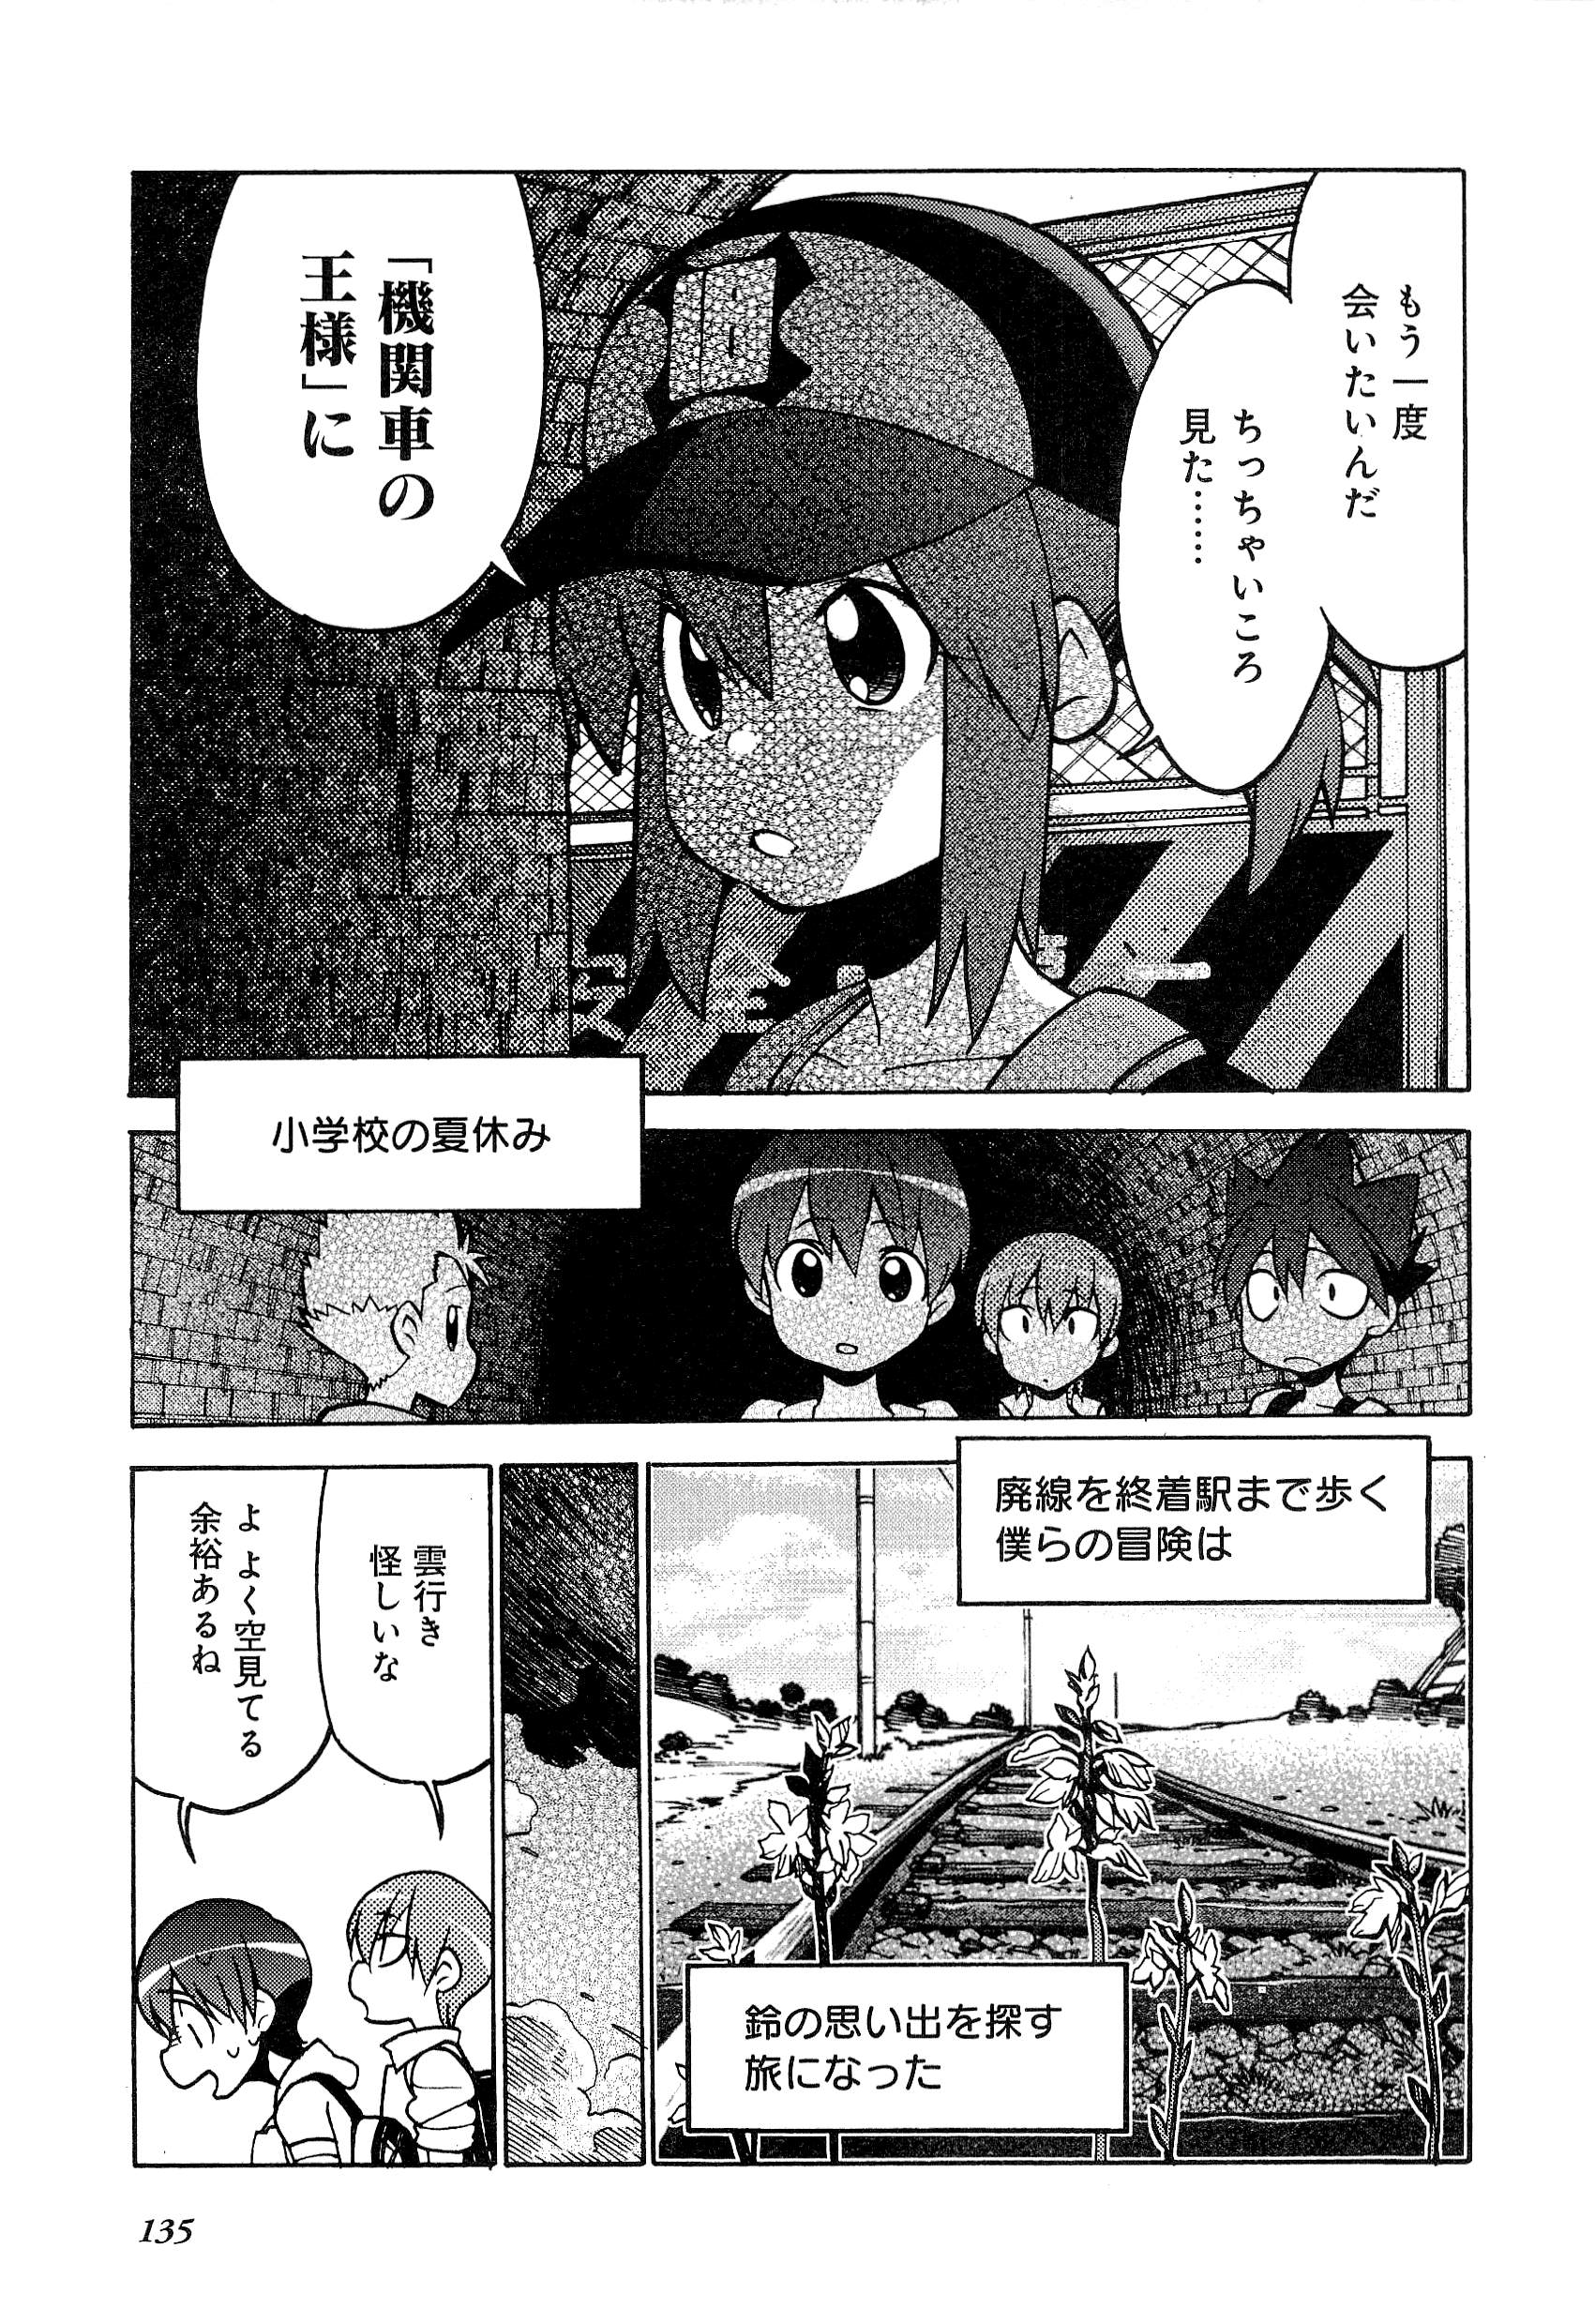 もう一度
会いたいんだ
ちっちゃいころ
見た……
「機関車の
王様」に
小学校の夏休み
廃線を終着駅まで歩く
僕らの冒険は
鈴の思い出を探す
旅になった
雲行き
怪しいな
よ よく空見てる
余裕あるね
135